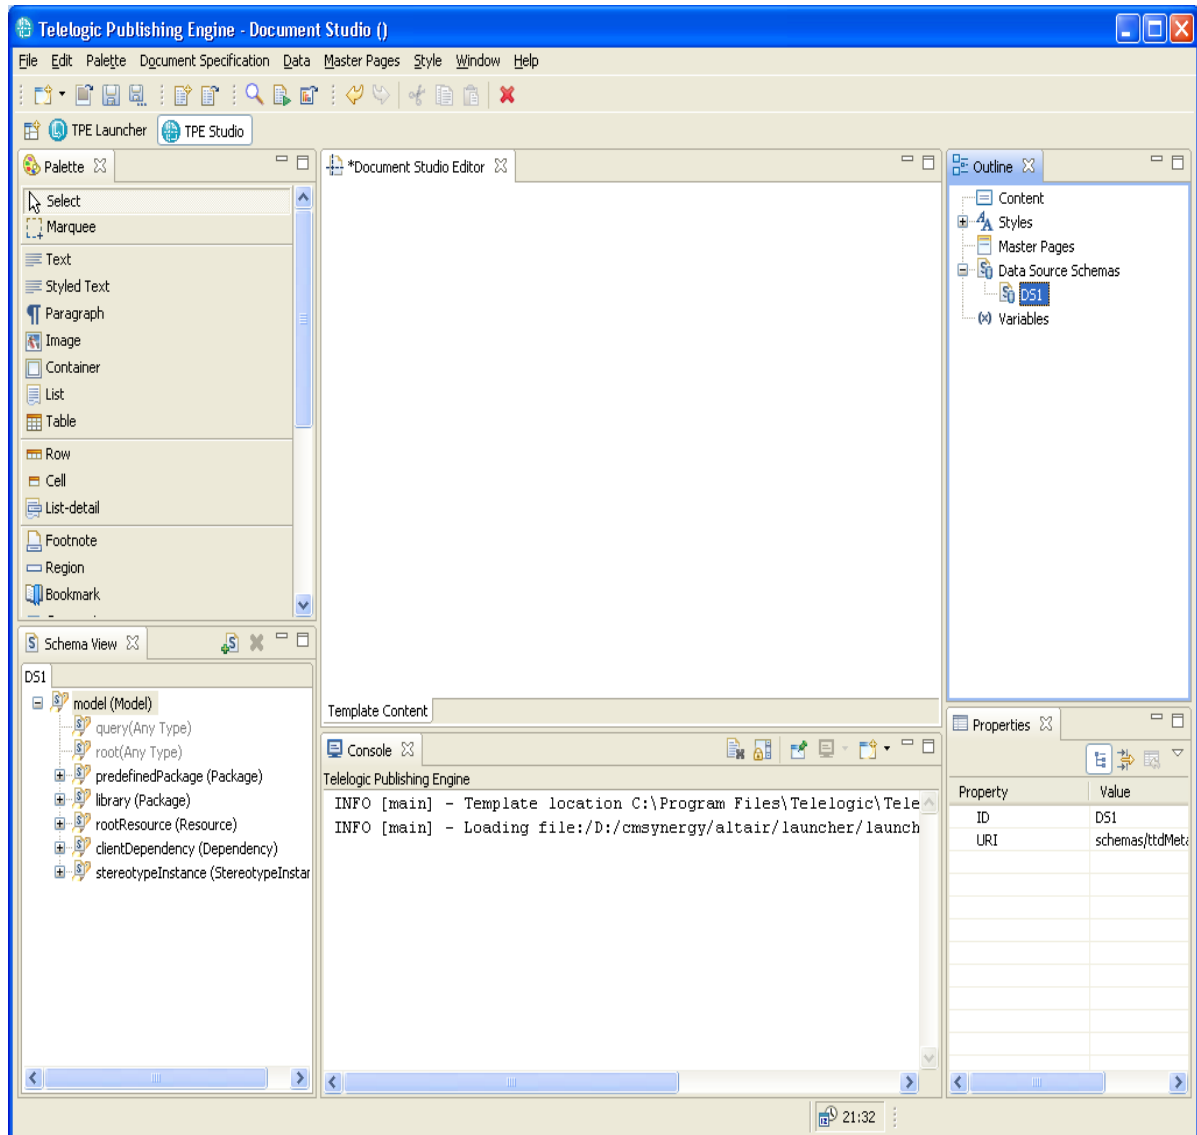 Telelogic Publishing Engine - Document Studio ()
File Edit Palette Document Specification Data Master Pages Style Window Help
TPE Launcher TPE Studio
Palette
Select
Marquee
Text
Styled Text
Paragraph
Image
Container
List
Table
Row
Cell
List-detail
Footnote
Region
Bookmark
*Document Studio Editor
Template Content
Outline
Content
Styles
Master Pages
Data Source Schemas
DS1
Variables
Schema View
DS1
model (Model)
query(Any Type)
root(Any Type)
predefinedPackage (Package)
library (Package)
rootResource (Resource)
clientDependency (Dependency)
stereotypeInstance (StereotypeInstar
Console
Telelogic Publishing Engine
INFO [main] - Template location C:\Program Files\Telelogic\Tele
INFO [main] - Loading file:/D:/cmsynergy/altair/launcher/launch
Properties
Property Value
ID DS1
URI schemas/ttdMeta
21:32